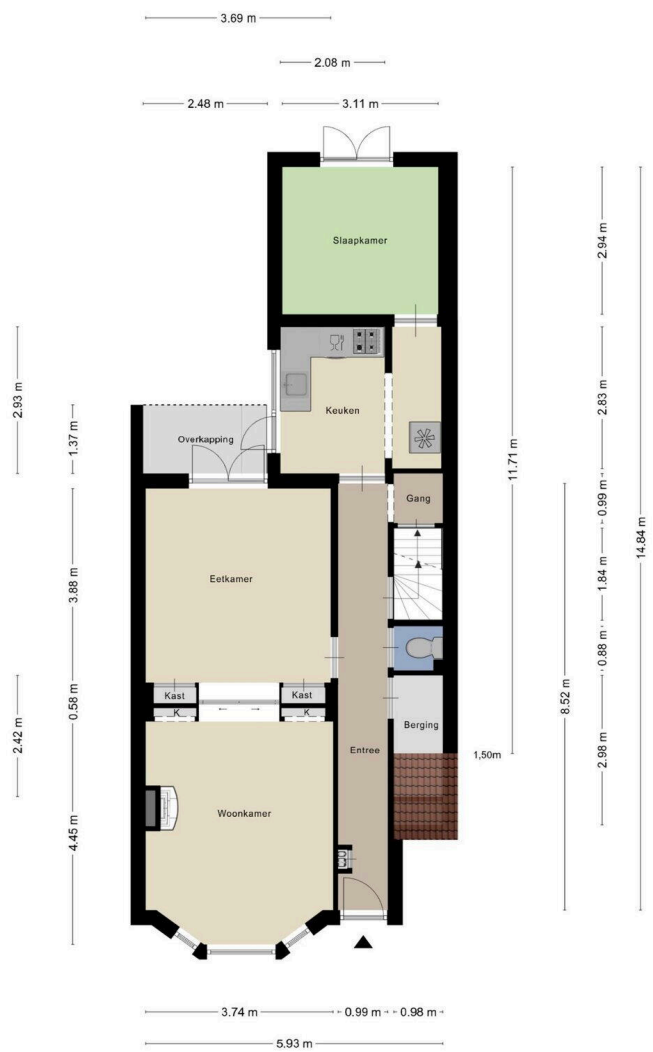 3.69 m
2.08 m
2.48 m
3.11 m
Slaapkamer
2.94 m
2.93 m
Keuken
2.83 m
1.37 m
Overkapping
11.71 m
Gang
0.99 m
14.84 m
Eetkamer
3.88 m
1.84 m
0.88 m
Kast
Kast
0.58 m
K
K
8.52 m
Berging
2.42 m
Entree
1,50m
2.98 m
Woonkamer
4.45 m
3.74 m
0.99 m
0.98 m
5.93 m